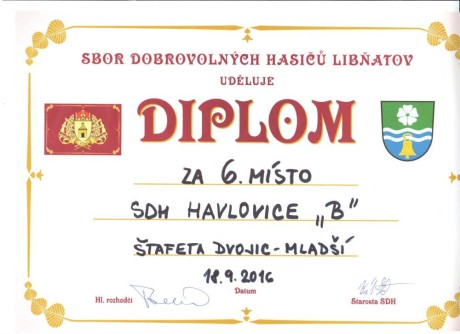 SBOR DOBROVOLNÝCH HASIČŮ LIBŇATOV
UDĚLUJE
DIPLOM
ZA 6. MÍSTO
SDH HAVLOVICE „B"
ŠTAFETA DVOJIC - MLADŠÍ
18.9.2016
Hl. rozhodčí
Datum
Starosta SDH